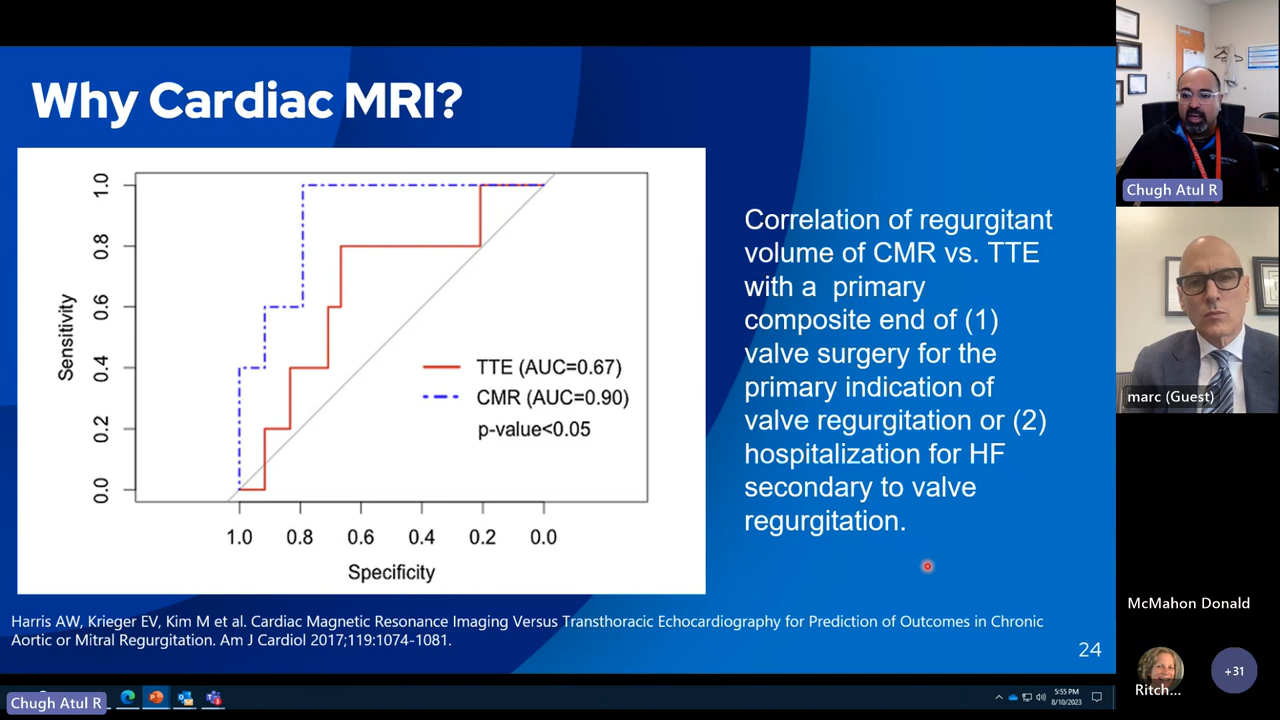 Why Cardiac MRI?
1.0
0.8
0.6
0.4
0.2
0.0
Sensitivity
TTE (AUC=0.67)
CMR (AUC=0.90)
p-value<0.05
1.0 0.8 0.6 0.4 0.2 0.0
Specificity
Correlation of regurgitant
volume of CMR vs. TTE
with a primary
composite end of (1)
valve surgery for the
primary indication of
valve regurgitation or (2)
hospitalization for HF
secondary to valve
regurgitation.
Harris AW, Krieger EV, Kim M et al. Cardiac Magnetic Resonance Imaging Versus Transthoracic Echocardiography for Prediction of Outcomes in Chronic
Aortic or Mitral Regurgitation. Am J Cardiol 2017;119:1074-1081.
24
Chugh Atul R
marc (Guest)
McMahon Donald
Ritch...
+31
Chugh Atul R
5:55 PM
8/10/2023